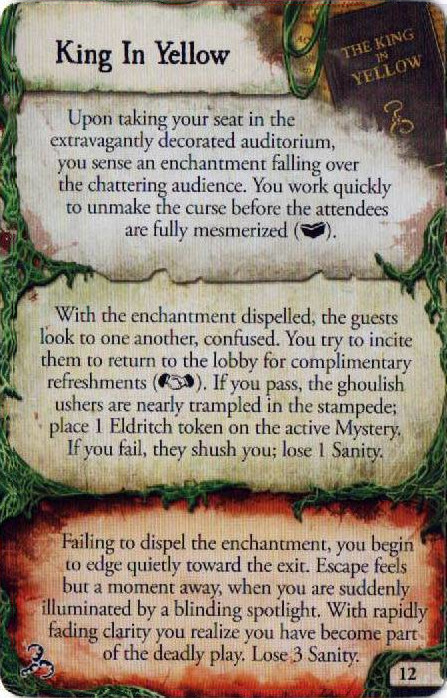 King In Yellow
THE KING
IN
YELLOW
Upon taking your seat in the
extravagantly decorated auditorium,
you sense an enchantment falling over
the chattering audience. You work quickly
to unmake the curse before the attendees
are fully mesmerized ( ).
With the enchantment dispelled, the guests
look to one another, confused. You try to incite
them to return to the lobby for complimentary
refreshments ( ). If you pass, the ghoulish
ushers are nearly trampled in the stampede;
place 1 Eldritch token on the active Mystery.
If you fail, they shush you; lose 1 Sanity.
Failing to dispel the enchantment, you begin
to edge quietly toward the exit. Escape feels
but a moment away, when you are suddenly
illuminated by a blinding spotlight. With rapidly
fading clarity you realize you have become part
of the deadly play. Lose 3 Sanity.
12